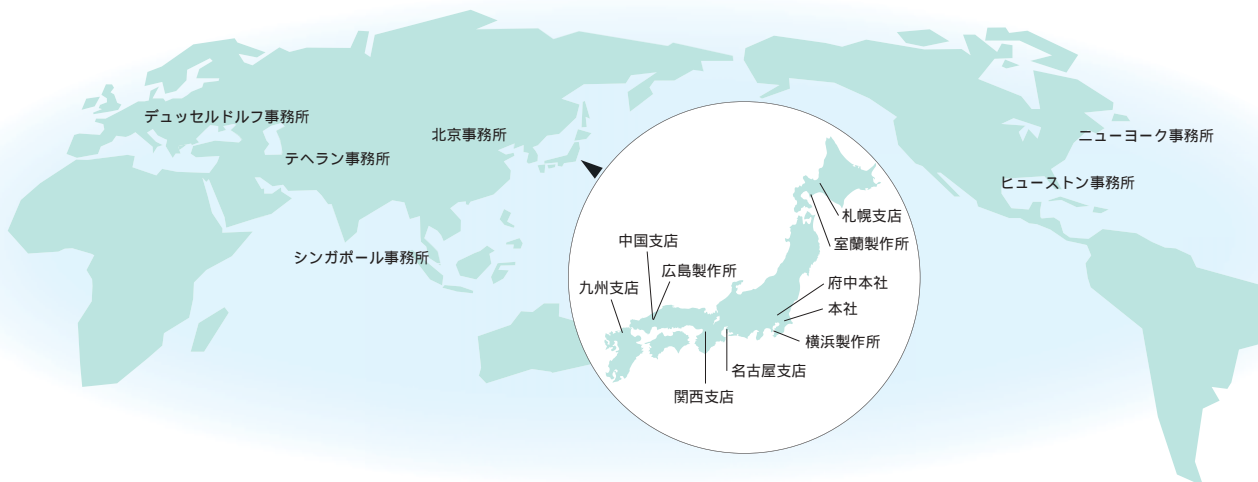 デュッセルドルフ事務所
テヘラン事務所
北京事務所
シンガポール事務所
ニューヨーク事務所
ヒューストン事務所
札幌支店
室蘭製作所
中国支店
広島製作所
九州支店
府中本社
本社
横浜製作所
名古屋支店
関西支店